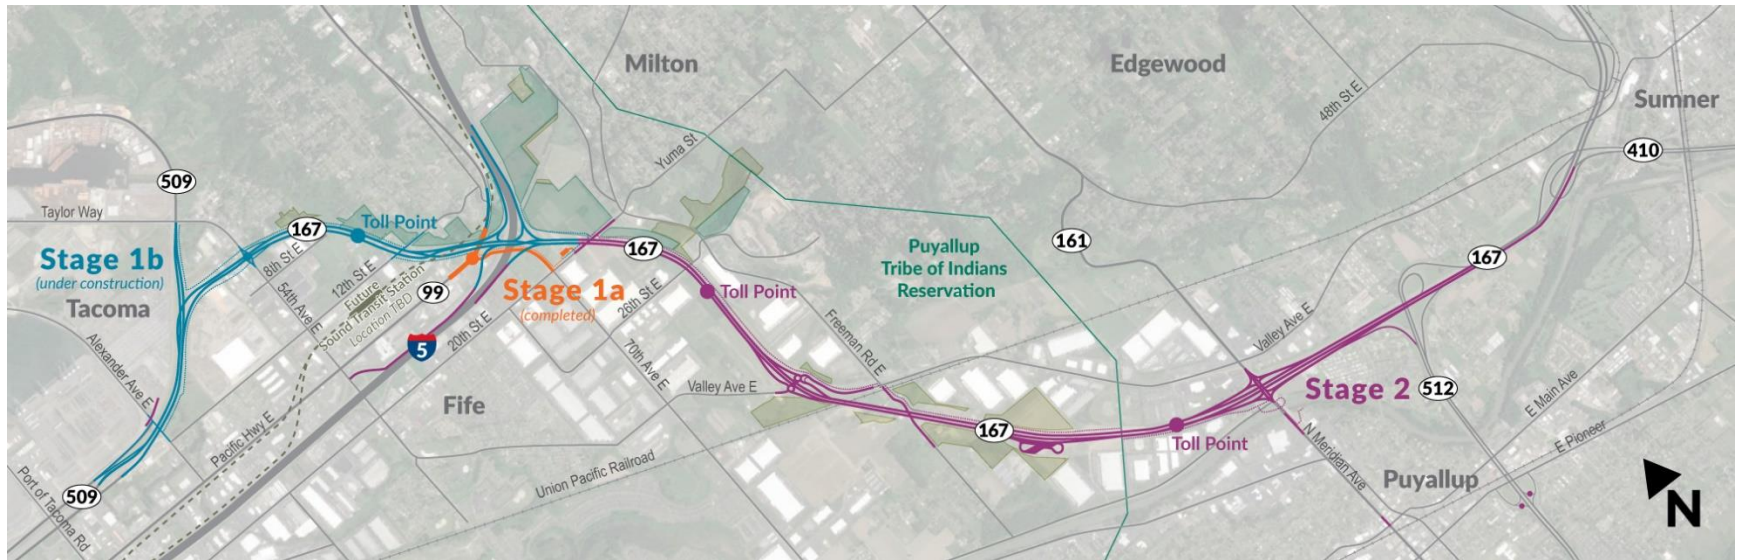 Milton
Edgewood
Sumner
48th St E
410
Yuma St
509
Taylor Way
167
Toll Point
Stage 1b
(under construction)
Tacoma
8th St E
12th St E
54th Ave E
Future
Sound Transit Station
Location TBD
99
Stage 1a
(completed)
167
Toll Point
26th St E
Puyallup
Tribe of Indians
Reservation
161
167
Alexander Ave E
5
20th St E
70th Ave E
Freeman Rd E
Valley Ave E
Valley Ave E
Stage 2
512
E Main Ave
Fife
Pacific Hwy E
167
Toll Point
N Meridian Ave
E Pioneer
Union Pacific Railroad
Puyallup
509
Port of Tacoma Rd
N